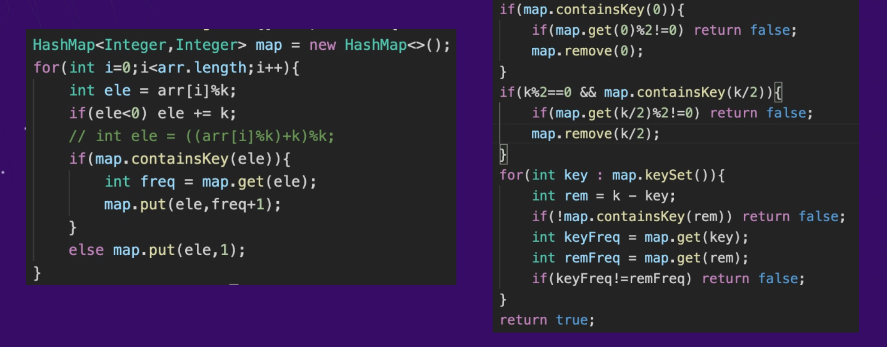 HashMap<Integer,Integer> map = new HashMap<>();
for(int i=0;i<arr.length;i++){
int ele = arr[i]%k;
if(ele<0) ele += k;
// int ele = ((arr[i]%k)+k)%k;
if(map.containsKey(ele)){
int freq = map.get(ele);
map.put(ele,freq+1);
}
else map.put(ele,1);
}
if(map.containsKey(0)){
if(map.get(0)%2!=0) return false;
map.remove(0);
}
if(k%2==0 && map.containsKey(k/2)){
if(map.get(k/2)%2!=0) return false;
map.remove(k/2);
}
for(int key : map.keySet()){
int rem = k - key;
if(!map.containsKey(rem)) return false;
int keyFreq = map.get(key);
int remFreq = map.get(rem);
if(keyFreq!=remFreq) return false;
}
return true;